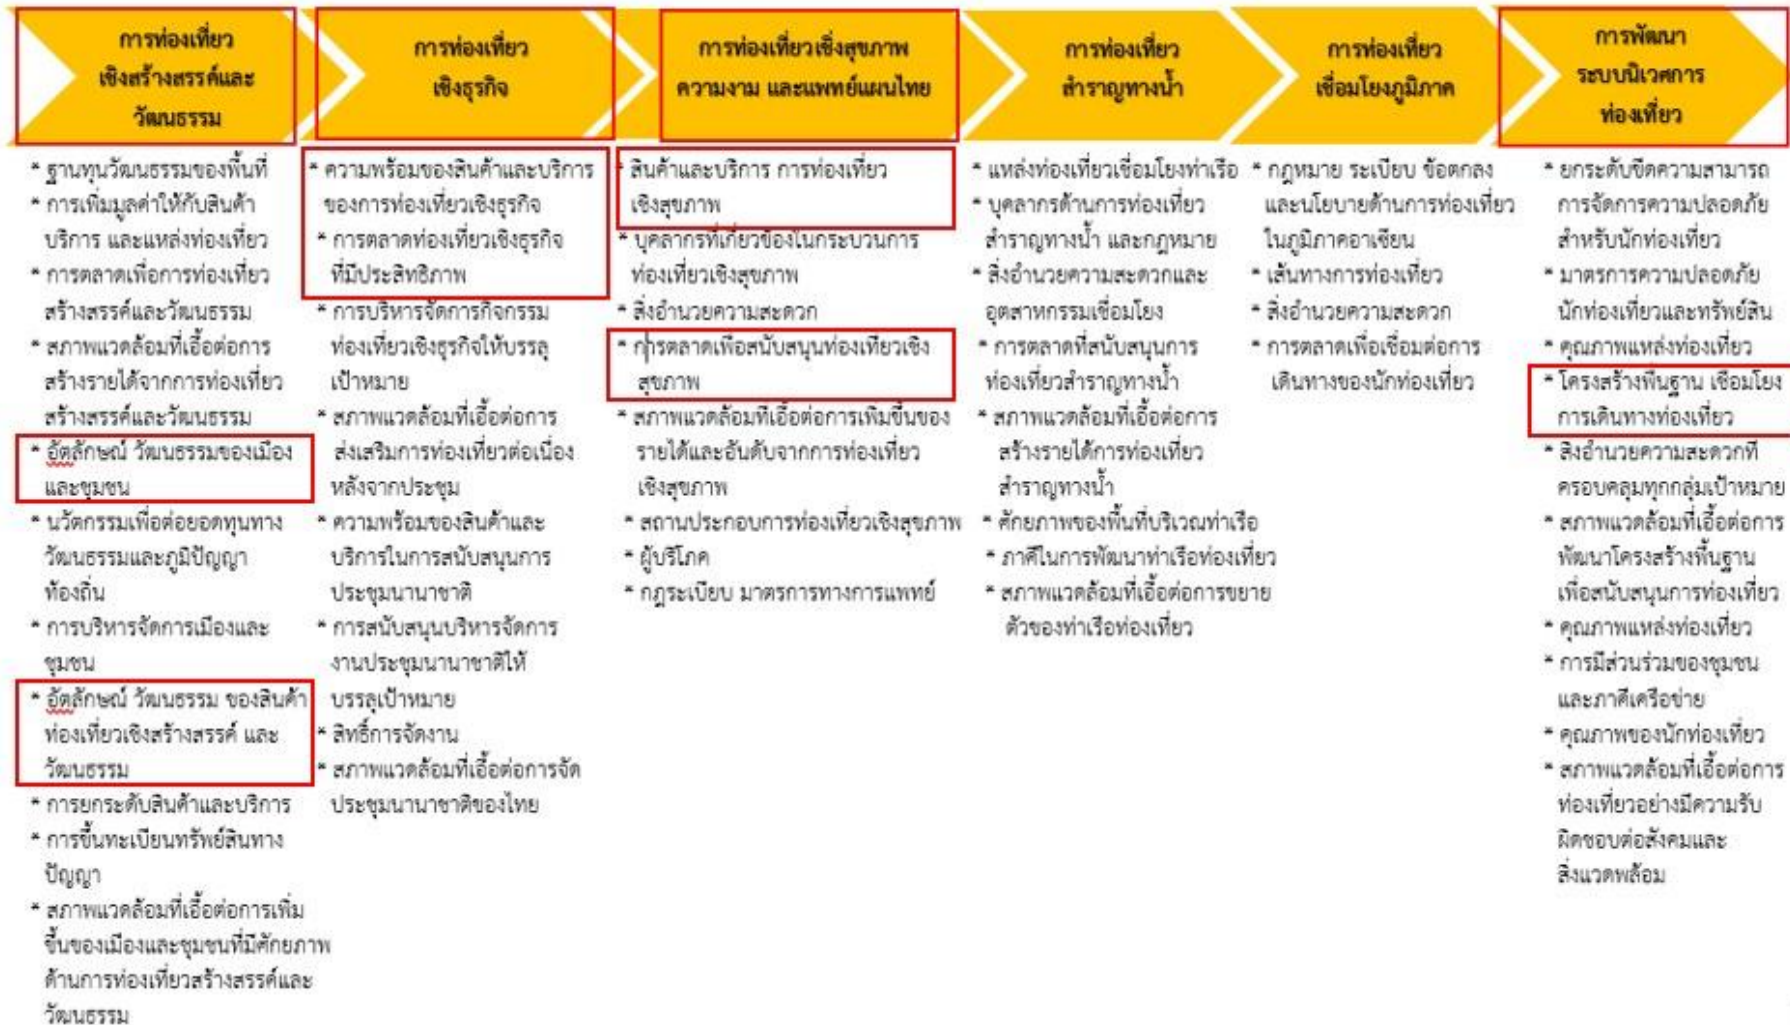 การท่องเที่ยว
เชิงสร้างสรรค์และ
วัฒนธรรม
* ฐานทุนวัฒนธรรมของพื้นที่
* การเพิ่มมูลค่าให้กับสินค้า
บริการ และแหล่งท่องเที่ยว
* การตลาดเพื่อการท่องเที่ยว
สร้างสรรค์และวัฒนธรรม
* สภาพแวดล้อมที่เอื้อต่อการ
สร้างรายได้จากการท่องเที่ยว
สร้างสรรค์และวัฒนธรรม
* อัตลักษณ์ วัฒนธรรมของเมือง
และชุมชน
* นวัตกรรมเพื่อต่อยอดทุนทาง
วัฒนธรรมและภูมิปัญญา
ท้องถิ่น
* การบริหารจัดการเมืองและ
ชุมชน
* อัตลักษณ์ วัฒนธรรม ของสินค้า
ท่องเที่ยวเชิงสร้างสรรค์ และ
วัฒนธรรม
* การยกระดับสินค้าและบริการ
* การขึ้นทะเบียนทรัพย์สินทาง
ปัญญา
* สภาพแวดล้อมที่เอื้อต่อการเพิ่ม
ขึ้นของเมืองและชุมชนที่มีศักยภาพ
ด้านการท่องเที่ยวสร้างสรรค์และ
วัฒนธรรม
การท่องเที่ยว
เชิงธุรกิจ
* ความพร้อมของสินค้าและบริการ
ของการท่องเที่ยวเชิงธุรกิจ
* การตลาดท่องเที่ยวเชิงธุรกิจ
ที่มีประสิทธิภาพ
* การบริหารจัดการกิจกรรม
ท่องเที่ยวเชิงธุรกิจให้บรรลุ
เป้าหมาย
* สภาพแวดล้อมที่เอื้อต่อการ
ส่งเสริมการท่องเที่ยวต่อเนื่อง
หลังจากประชุม
* ความพร้อมของสินค้าและ
บริการในการสนับสนุนการ
ประชุมนานาชาติ
* การสนับสนุนบริหารจัดการ
งานประชุมนานาชาติให้
บรรลุเป้าหมาย
* สิทธิ์การจัดงาน
* สภาพแวดล้อมที่เอื้อต่อการจัด
ประชุมนานาชาติของไทย
การท่องเที่ยวเชิงสุขภาพ
ความงาม และแพทย์แผนไทย
* สินค้าและบริการ การท่องเที่ยว
เชิงสุขภาพ
* บุคลากรที่เกี่ยวข้องในกระบวนการ
ท่องเที่ยวเชิงสุขภาพ
* สิ่งอำนวยความสะดวก
* การตลาดเพื่อสนับสนุนท่องเที่ยวเชิง
สุขภาพ
* สภาพแวดล้อมที่เอื้อต่อการเพิ่มขึ้นของ
รายได้และอันดับจากการท่องเที่ยว
เชิงสุขภาพ
* สถานประกอบการท่องเที่ยวเชิงสุขภาพ
* ผู้บริโภค
* กฎระเบียบ มาตรการทางการแพทย์
การท่องเที่ยว
สำราญทางน้ำ
* แหล่งท่องเที่ยวเชื่อมโยงท่าเรือ
* บุคลากรด้านการท่องเที่ยว
สำราญทางน้ำ และกฎหมาย
* สิ่งอำนวยความสะดวกและ
อุตสาหกรรมเชื่อมโยง
* การตลาดที่สนับสนุนการ
ท่องเที่ยวสำราญทางน้ำ
* สภาพแวดล้อมที่เอื้อต่อการ
สร้างรายได้การท่องเที่ยว
สำราญทางน้ำ
* ศักยภาพของพื้นที่บริเวณท่าเรือ
* ภาคีในการพัฒนาท่าเรือท่องเที่ยว
* สภาพแวดล้อมที่เอื้อต่อการขยาย
ตัวของท่าเรือท่องเที่ยว
การท่องเที่ยว
เชื่อมโยงภูมิภาค
* กฎหมาย ระเบียบ ข้อตกลง
และนโยบายด้านการท่องเที่ยว
ในภูมิภาคอาเซียน
* เส้นทางการท่องเที่ยว
* สิ่งอำนวยความสะดวก
* การตลาดเพื่อเชื่อมต่อการ
เดินทางของนักท่องเที่ยว
การพัฒนา
ระบบนิเวศการ
ท่องเที่ยว
* ยกระดับขีดความสามารถ
การจัดการความปลอดภัย
สำหรับนักท่องเที่ยว
* มาตรการความปลอดภัย
นักท่องเที่ยวและทรัพย์สิน
* คุณภาพแหล่งท่องเที่ยว
* โครงสร้างพื้นฐาน เชื่อมโยง
การเดินทางท่องเที่ยว
* สิ่งอำนวยความสะดวกที่
ครอบคลุมทุกกลุ่มเป้าหมาย
* สภาพแวดล้อมที่เอื้อต่อการ
พัฒนาโครงสร้างพื้นฐาน
เพื่อสนับสนุนการท่องเที่ยว
* คุณภาพแหล่งท่องเที่ยว
* การมีส่วนร่วมของชุมชน
และภาคีเครือข่าย
* คุณภาพของนักท่องเที่ยว
* สภาพแวดล้อมที่เอื้อต่อการ
ท่องเที่ยวอย่างมีความรับ
ผิดชอบต่อสังคมและ
สิ่งแวดพล้อม